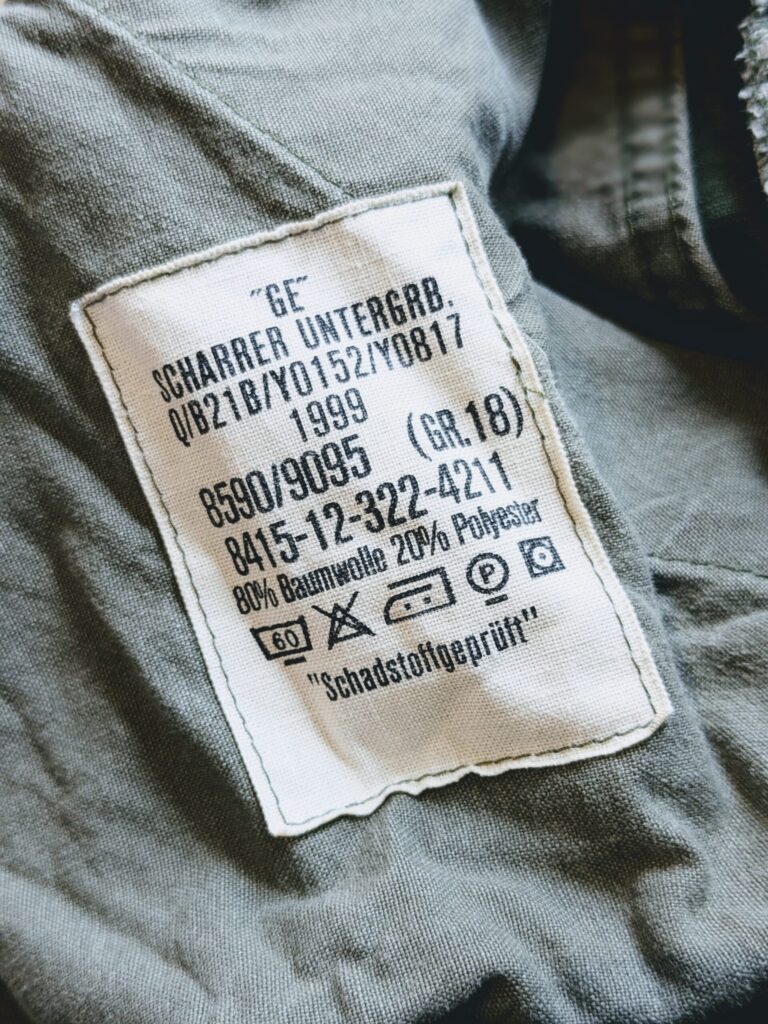 "GE"
SCHARRER UNTERGRB.
Q/B21B/Y0152/Y0817
1999
8590/9095 (GR.18)
8415-12-322-4211
80% Baumwolle 20% Polyester
60 P
"Schadstoffgeprüft"